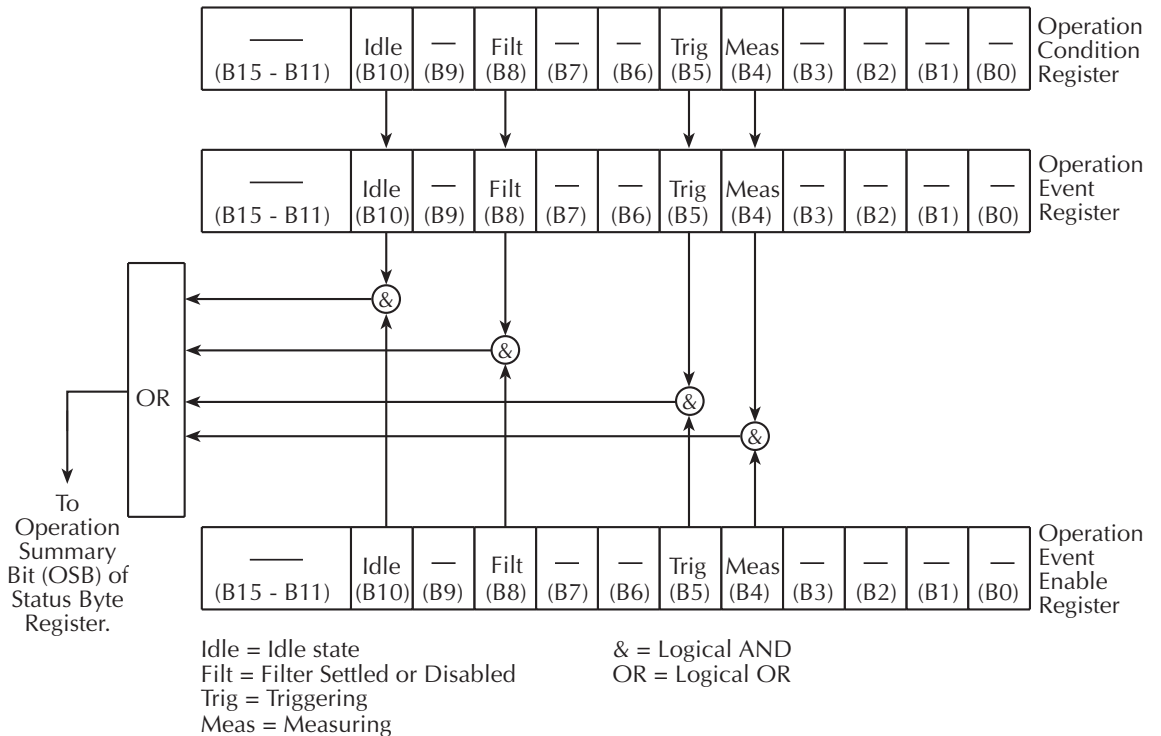 Idle — Filt — — Trig Meas — — — —
(B15 - B11) (B10) (B9) (B8) (B7) (B6) (B5) (B4) (B3) (B2) (B1) (B0)
Operation
Condition
Register
Idle — Filt — — Trig Meas — — — —
(B15 - B11) (B10) (B9) (B8) (B7) (B6) (B5) (B4) (B3) (B2) (B1) (B0)
Operation
Event
Register
&
&
&
&
OR
To
Operation
Summary
Bit (OSB) of
Status Byte
Register.
Idle — Filt — — Trig Meas — — — —
(B15 - B11) (B10) (B9) (B8) (B7) (B6) (B5) (B4) (B3) (B2) (B1) (B0)
Operation
Event
Enable
Register
Idle = Idle state
Filt = Filter Settled or Disabled
Trig = Triggering
Meas = Measuring
& = Logical AND
OR = Logical OR